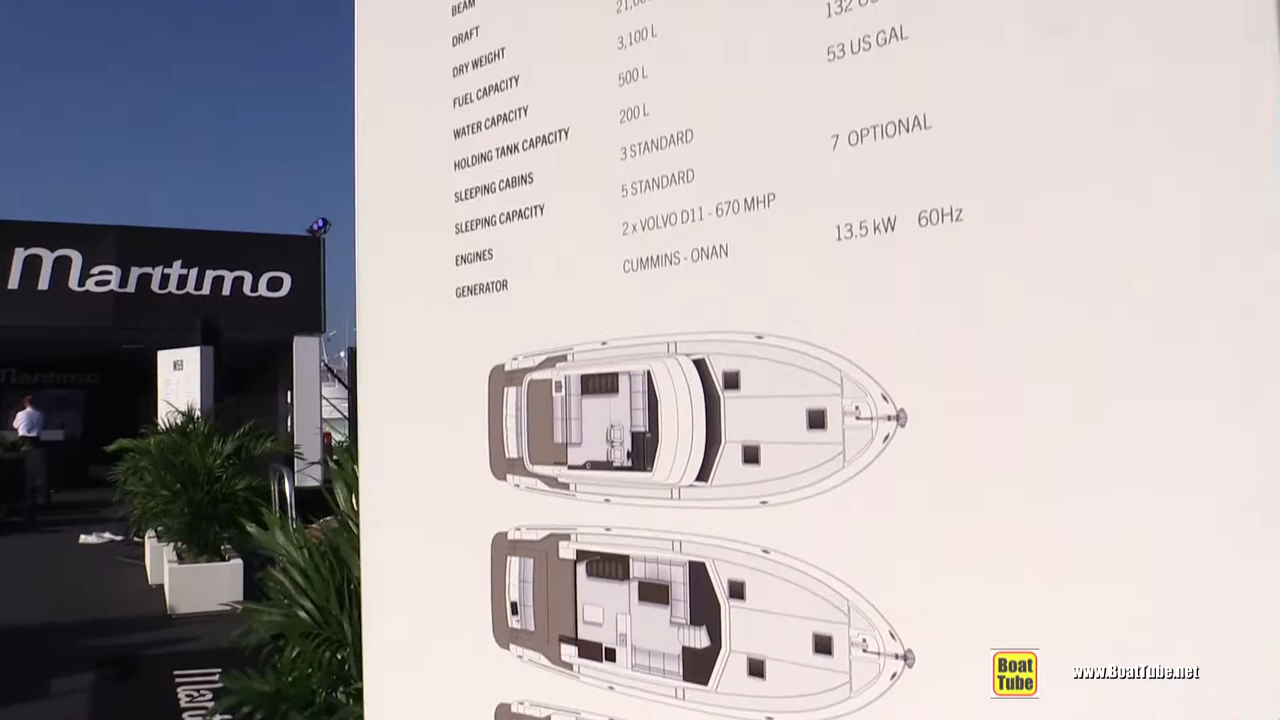 BEAM
DRAFT
DRY WEIGHT
FUEL CAPACITY 3,100 L
WATER CAPACITY 500 L 53 US GAL
HOLDING TANK CAPACITY 200 L
SLEEPING CABINS 3 STANDARD
SLEEPING CAPACITY 5 STANDARD 7 OPTIONAL
ENGINES 2 x VOLVO D11 - 670 MHP
GENERATOR CUMMINS - ONAN 13.5 kW 60Hz
Maritimo
M59
Maritimo
Boat
Tube
www.BoatTube.net